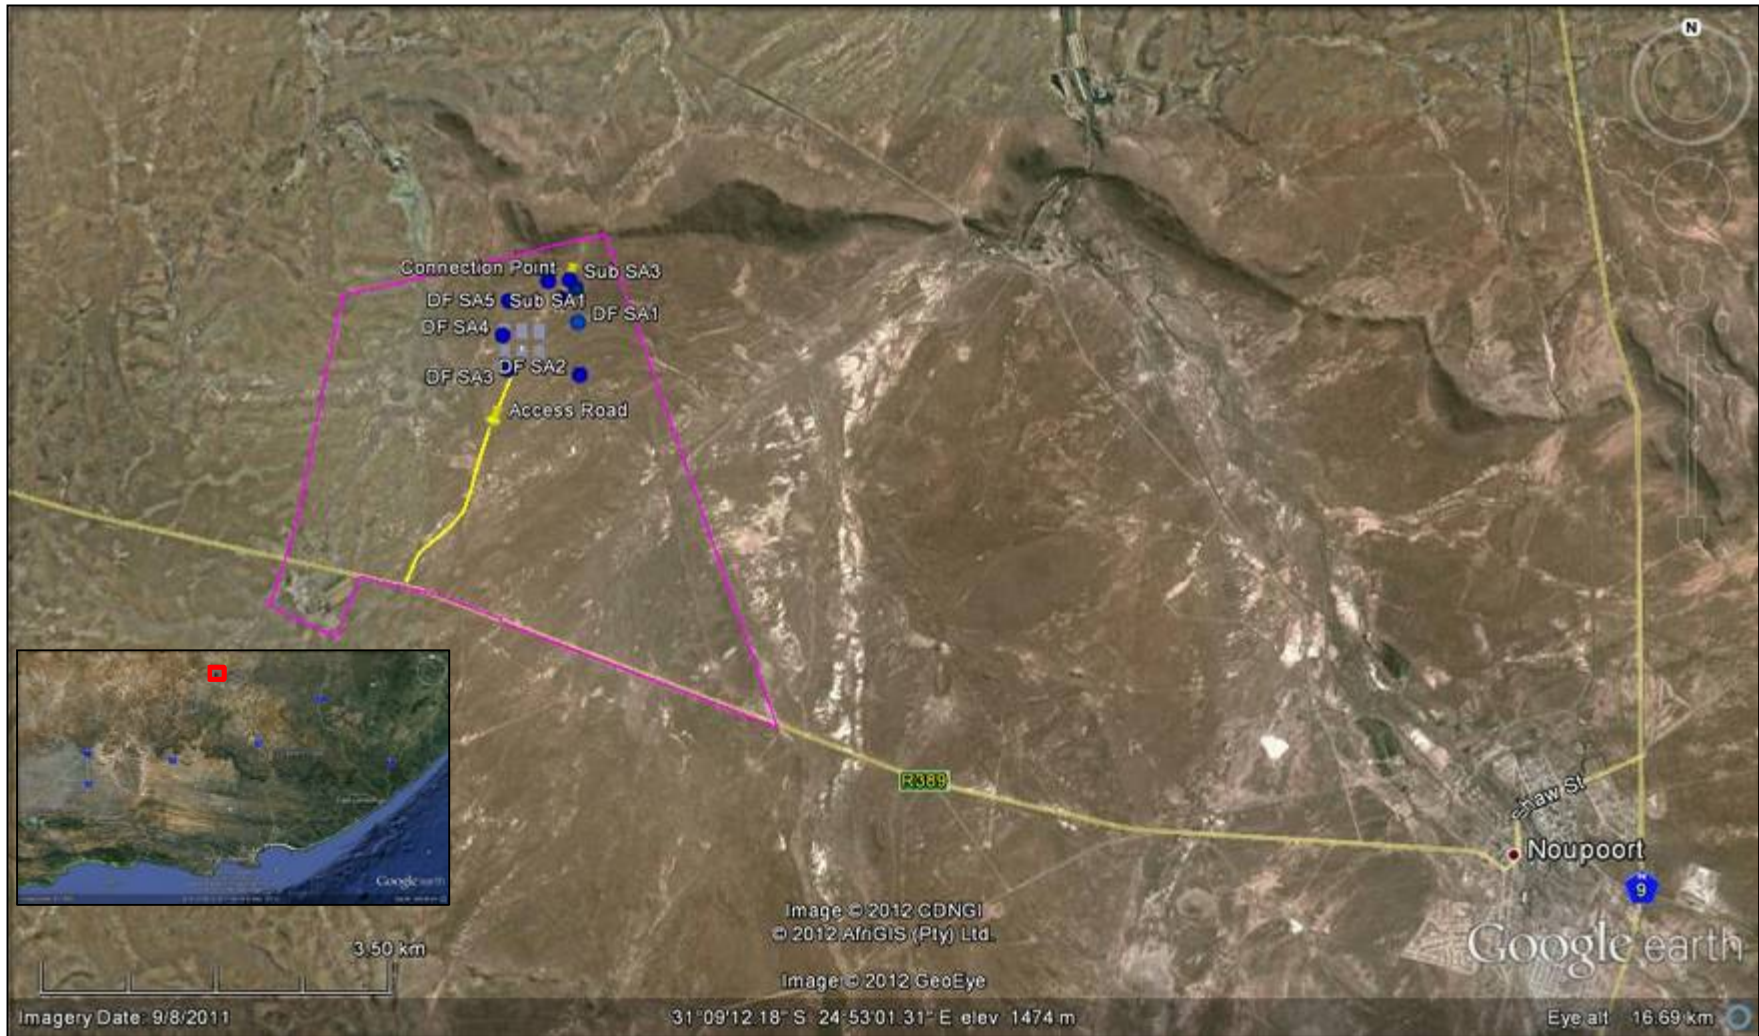 N
Connection Point
Sub SA3
DF SA5
Sub SA1
DF SA1
DF SA4
DF SA2
DF SA3
Access Road
R389
Shaw St
Noupoort
9
Google earth
Google earth
Image © 2012 CDNGI
© 2012 AfriGIS (Pty) Ltd.
3,50 km
Image © 2012 GeoEye
Imagery Date: 9/8/2011
31°09'12.18" S 24°53'01.31" E elev 1474 m
Eye alt 16.69 km